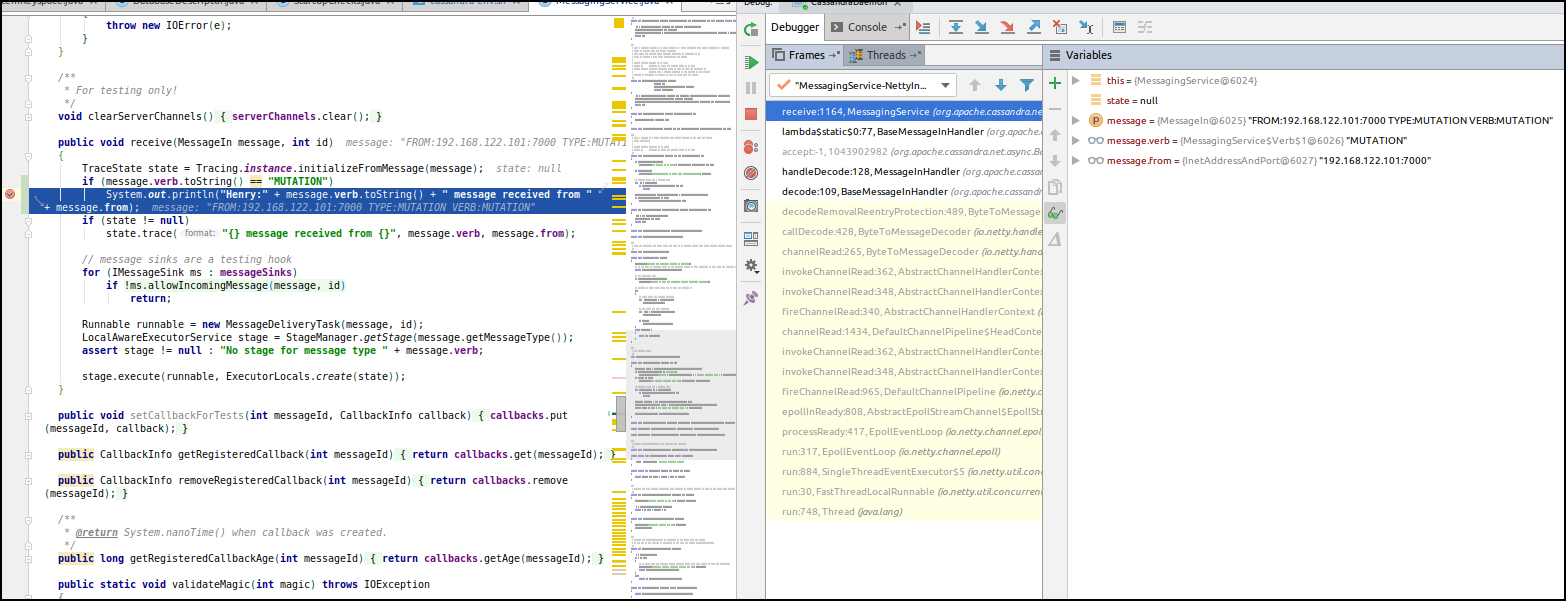 DatabaseDescriptor.java
StartupChecks.java
cassandra-env.sh
MessagingService.java
Debug:
CassandraDaemon
throw new IOError(e);
}
}
/**
* For testing only!
*/
void clearServerChannels() { serverChannels.clear(); }
public void receive(MessageIn message, int id)  message: "FROM:192.168.122.101:7000 TYPE:MUTATI
{
TraceState state = Tracing.instance.initializeFromMessage(message);  state: null
if (message.verb.toString() == "MUTATION")
System.out.println("Henry:" + message.verb.toString() + " message received from "
+ message.from);  message: "FROM:192.168.122.101:7000 TYPE:MUTATION VERB:MUTATION"
if (state != null)
state.trace( format: "{} message received from {}", message.verb, message.from);
// message sinks are a testing hook
for (IMessageSink ms : messageSinks)
if !ms.allowIncomingMessage(message, id)
return;
Runnable runnable = new MessageDeliveryTask(message, id);
LocalAwareExecutorService stage = StageManager.getStage(message.getMessageType());
assert stage != null : "No stage for message type " + message.verb;
stage.execute(runnable, ExecutorLocals.create(state));
}
public void setCallbackForTests(int messageId, CallbackInfo callback) { callbacks.put
(messageId, callback); }
public CallbackInfo getRegisteredCallback(int messageId) { return callbacks.get(messageId); }
public CallbackInfo removeRegisteredCallback(int messageId) { return callbacks.remove
(messageId); }
/**
* @return System.nanoTime() when callback was created.
*/
public long getRegisteredCallbackAge(int messageId) { return callbacks.getAge(messageId); }
public static void validateMagic(int magic) throws IOException
{
Debugger
Console
Frames
Threads
"MessagingService-NettyIn...
receive:1164, MessagingService (org.apache.cassandra.ne
lambda$static$0:77, BaseMessageInHandler (org.apache.c
accept:-1, 1043902982 (org.apache.cassandra.net.async.Ba
handleDecode:128, MessageInHandler (org.apache.cassan
decode:109, BaseMessageInHandler (org.apache.cassandr
decodeRemovalReentryProtection:489, ByteToMessage
callDecode:428, ByteToMessageDecoder (io.netty.handle
channelRead:265, ByteToMessageDecoder (io.netty.hand
invokeChannelRead:362, AbstractChannelHandlerContex
invokeChannelRead:348, AbstractChannelHandlerContex
fireChannelRead:340, AbstractChannelHandlerContext (i
channelRead:1434, DefaultChannelPipeline$HeadConte
invokeChannelRead:362, AbstractChannelHandlerContex
invokeChannelRead:348, AbstractChannelHandlerContex
fireChannelRead:965, DefaultChannelPipeline (io.netty.c
epollInReady:808, AbstractEpollStreamChannel$EpollStr
processReady:417, EpollEventLoop (io.netty.channel.epol
run:317, EpollEventLoop (io.netty.channel.epoll)
run:884, SingleThreadEventExecutor$5 (io.netty.util.conc
run:30, FastThreadLocalRunnable (io.netty.util.concurren
run:748, Thread (java.lang)
Variables
this = {MessagingService@6024}
state = null
message = {MessageIn@6025} "FROM:192.168.122.101:7000 TYPE:MUTATION VERB:MUTATION"
message.verb = {MessagingService$Verb$1@6026} "MUTATION"
message.from = {InetAddressAndPort@6027} "192.168.122.101:7000"